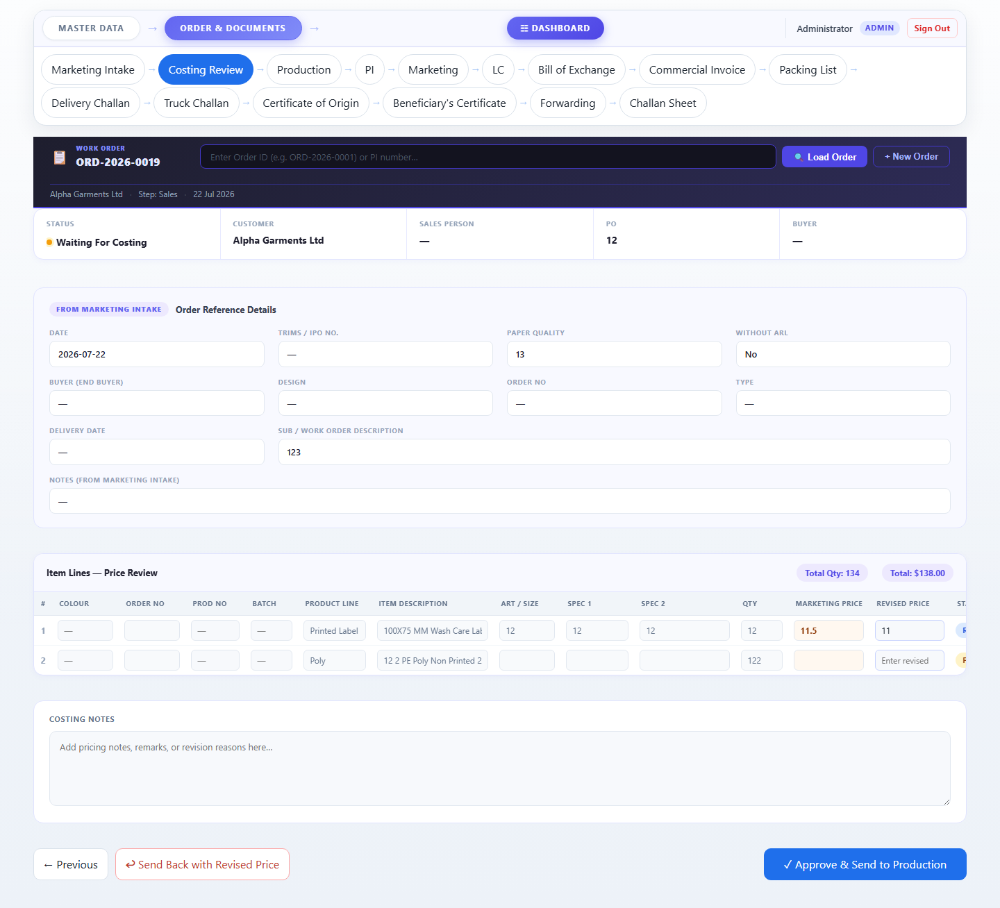 MASTER DATA → ORDER & DOCUMENTS → ☵ DASHBOARD Administrator ADMIN Sign Out
Marketing Intake → Costing Review → Production → PI → Marketing → LC → Bill of Exchange → Commercial Invoice → Packing List →
Delivery Challan → Truck Challan → Certificate of Origin → Beneficiary's Certificate → Forwarding → Challan Sheet
WORK ORDER
ORD-2026-0019
Enter Order ID (e.g. ORD-2026-0001) or PI number...
Load Order
+ New Order
Alpha Garments Ltd · Step: Sales · 22 Jul 2026
STATUS CUSTOMER SALES PERSON PO BUYER
Waiting For Costing Alpha Garments Ltd — 12 —
FROM MARKETING INTAKE Order Reference Details
DATE TRIMS / IPO NO. PAPER QUALITY WITHOUT ARL
2026-07-22 — 13 No
BUYER (END BUYER) DESIGN ORDER NO TYPE
— — — —
DELIVERY DATE SUB / WORK ORDER DESCRIPTION
— 123
NOTES (FROM MARKETING INTAKE)
—
Item Lines — Price Review Total Qty: 134 Total: $138.00
# COLOUR ORDER NO PROD NO BATCH PRODUCT LINE ITEM DESCRIPTION ART / SIZE SPEC 1 SPEC 2 QTY MARKETING PRICE REVISED PRICE
1 — — — Printed Label 100X75 MM Wash Care Lab 12 12 12 12 11.5 11
2 — — — Poly 12 2 PE Poly Non Printed 2 122 Enter revised
COSTING NOTES
Add pricing notes, remarks, or revision reasons here...
← Previous ↩ Send Back with Revised Price ✓ Approve & Send to Production